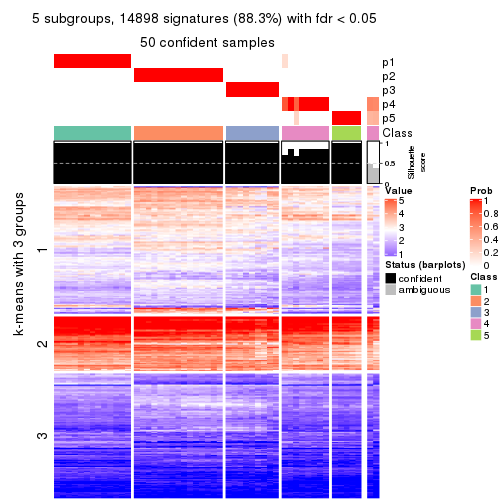 5 subgroups, 14898 signatures (88.3%) with fdr < 0.05
50 confident samples
p1
p2
p3
p4
p5
Class
1
0.5
0
Silhouette
score
k-means with 3 groups
1
2
3
Value
5
4
3
2
1
Status (barplots)
confident
ambiguous
Prob
1
0.8
0.6
0.4
0.2
0
Class
1
2
3
4
5